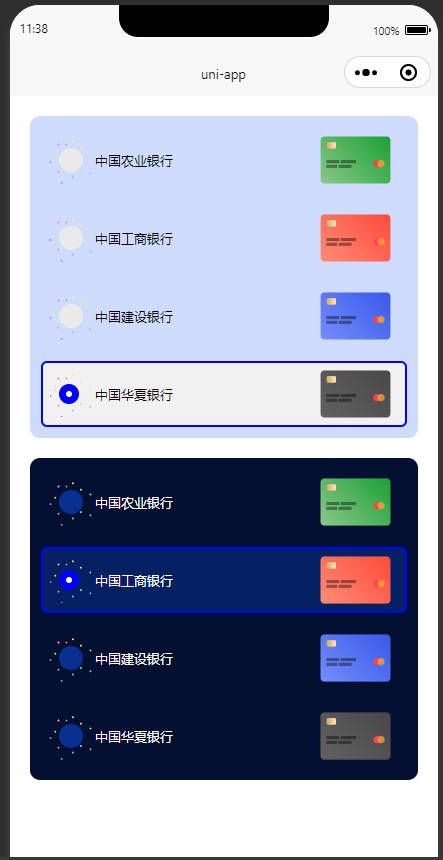 11:38
100%
uni-app
中国农业银行
中国工商银行
中国建设银行
中国华夏银行
中国农业银行
中国工商银行
中国建设银行
中国华夏银行